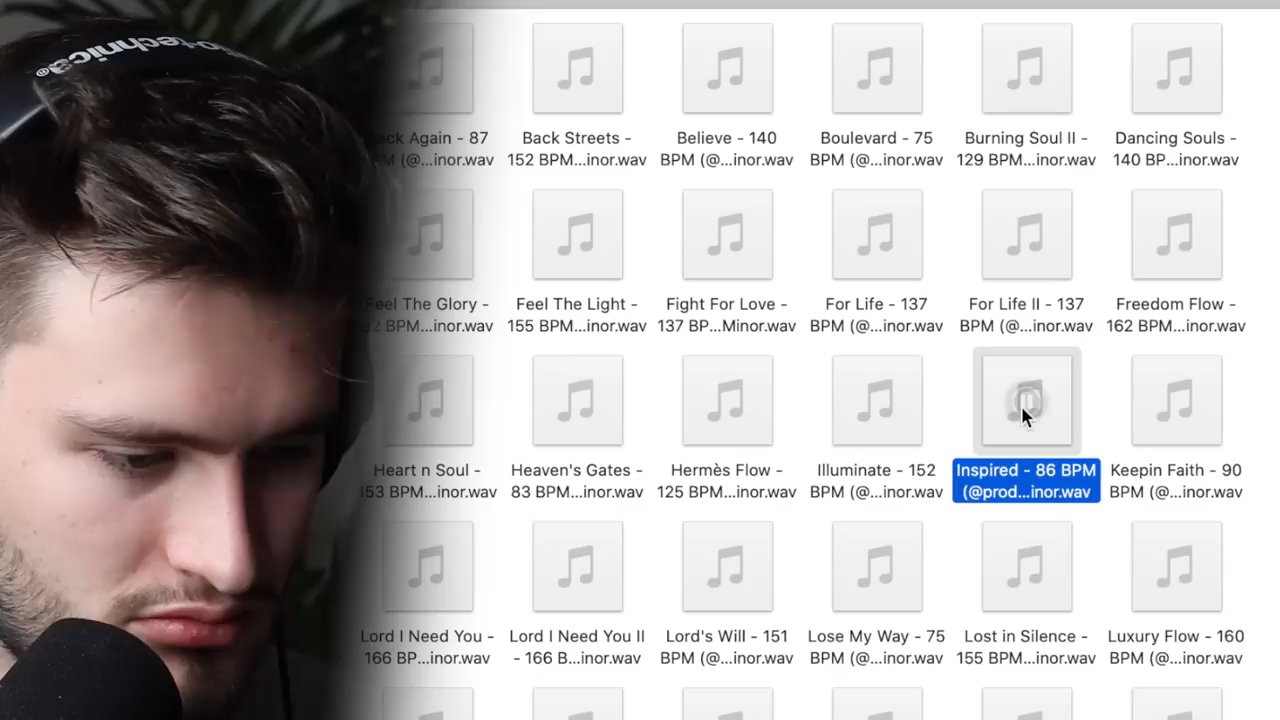 o-technica®
ack Again - 87
M (@...inor.wav
Back Streets -
152 BPM...inor.wav
Believe - 140
BPM (@...inor.wav
Boulevard - 75
BPM (@...inor.wav
Burning Soul II -
129 BPM...inor.wav
Dancing Souls -
140 BP...inor.wav
Feel The Glory -
2 BPM...inor.wav
Feel The Light -
155 BPM...inor.wav
Fight For Love -
137 BP...Minor.wav
For Life - 137
BPM (@...inor.wav
For Life II - 137
BPM (@...inor.wav
Freedom Flow -
162 BPM...inor.wav
Heart n Soul -
153 BPM...inor.wav
Heaven's Gates -
83 BPM...inor.wav
Hermès Flow -
125 BPM...inor.wav
Illuminate - 152
BPM (@...inor.wav
Inspired - 86 BPM
(@prod...inor.wav
Keepin Faith - 90
BPM (@...inor.wav
Lord I Need You -
166 BP...inor.wav
Lord I Need You II
- 166 B...inor.wav
Lord's Will - 151
BPM (@...inor.wav
Lose My Way - 75
BPM (@...inor.wav
Lost in Silence -
155 BPM...inor.wav
Luxury Flow - 160
BPM (@...inor.wav